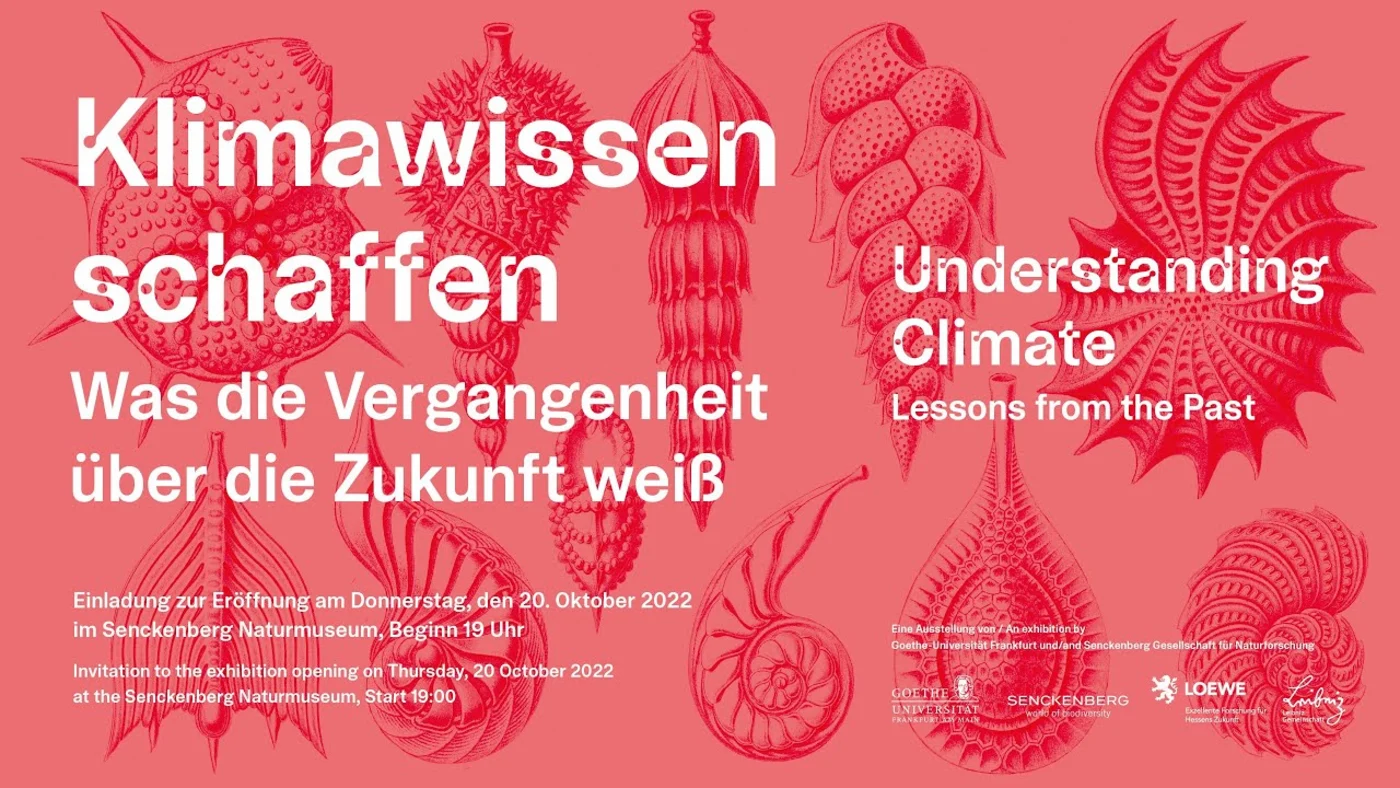 Klimawissen
schaffen
Was die Vergangenheit
über die Zukunft weiß
Understanding
Climate
Lessons from the Past
Einladung zur Eröffnung am Donnerstag, den 20. Oktober 2022
im Senckenberg Naturmuseum, Beginn 19 Uhr
Invitation to the exhibition opening on Thursday, 20 October 2022
at the Senckenberg Naturmuseum, Start 19:00
Eine Ausstellung von / An exhibition by
Goethe-Universität Frankfurt und/and Senckenberg Gesellschaft für Naturforschung
GOETHE
UNIVERSITÄT
FRANKFURT AM MAIN
SENCKENBERG
world of biodiversity
LOEWE
Exzellente Forschung für
Hessens Zukunft
Leibniz
Leibniz
Gemeinschaft